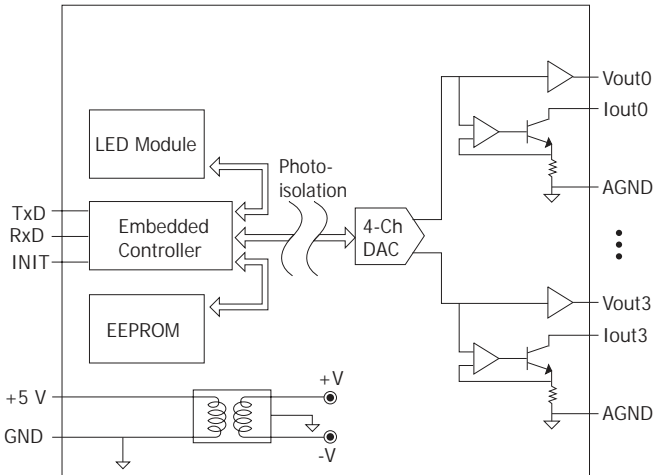 Vout0
Iout0
LED Module
Photo-
isolation
AGND
TxD
RxD
INIT
Embedded
Controller
4-Ch
DAC
Vout3
EEPROM
Iout3
+5 V
+V
AGND
GND
-V